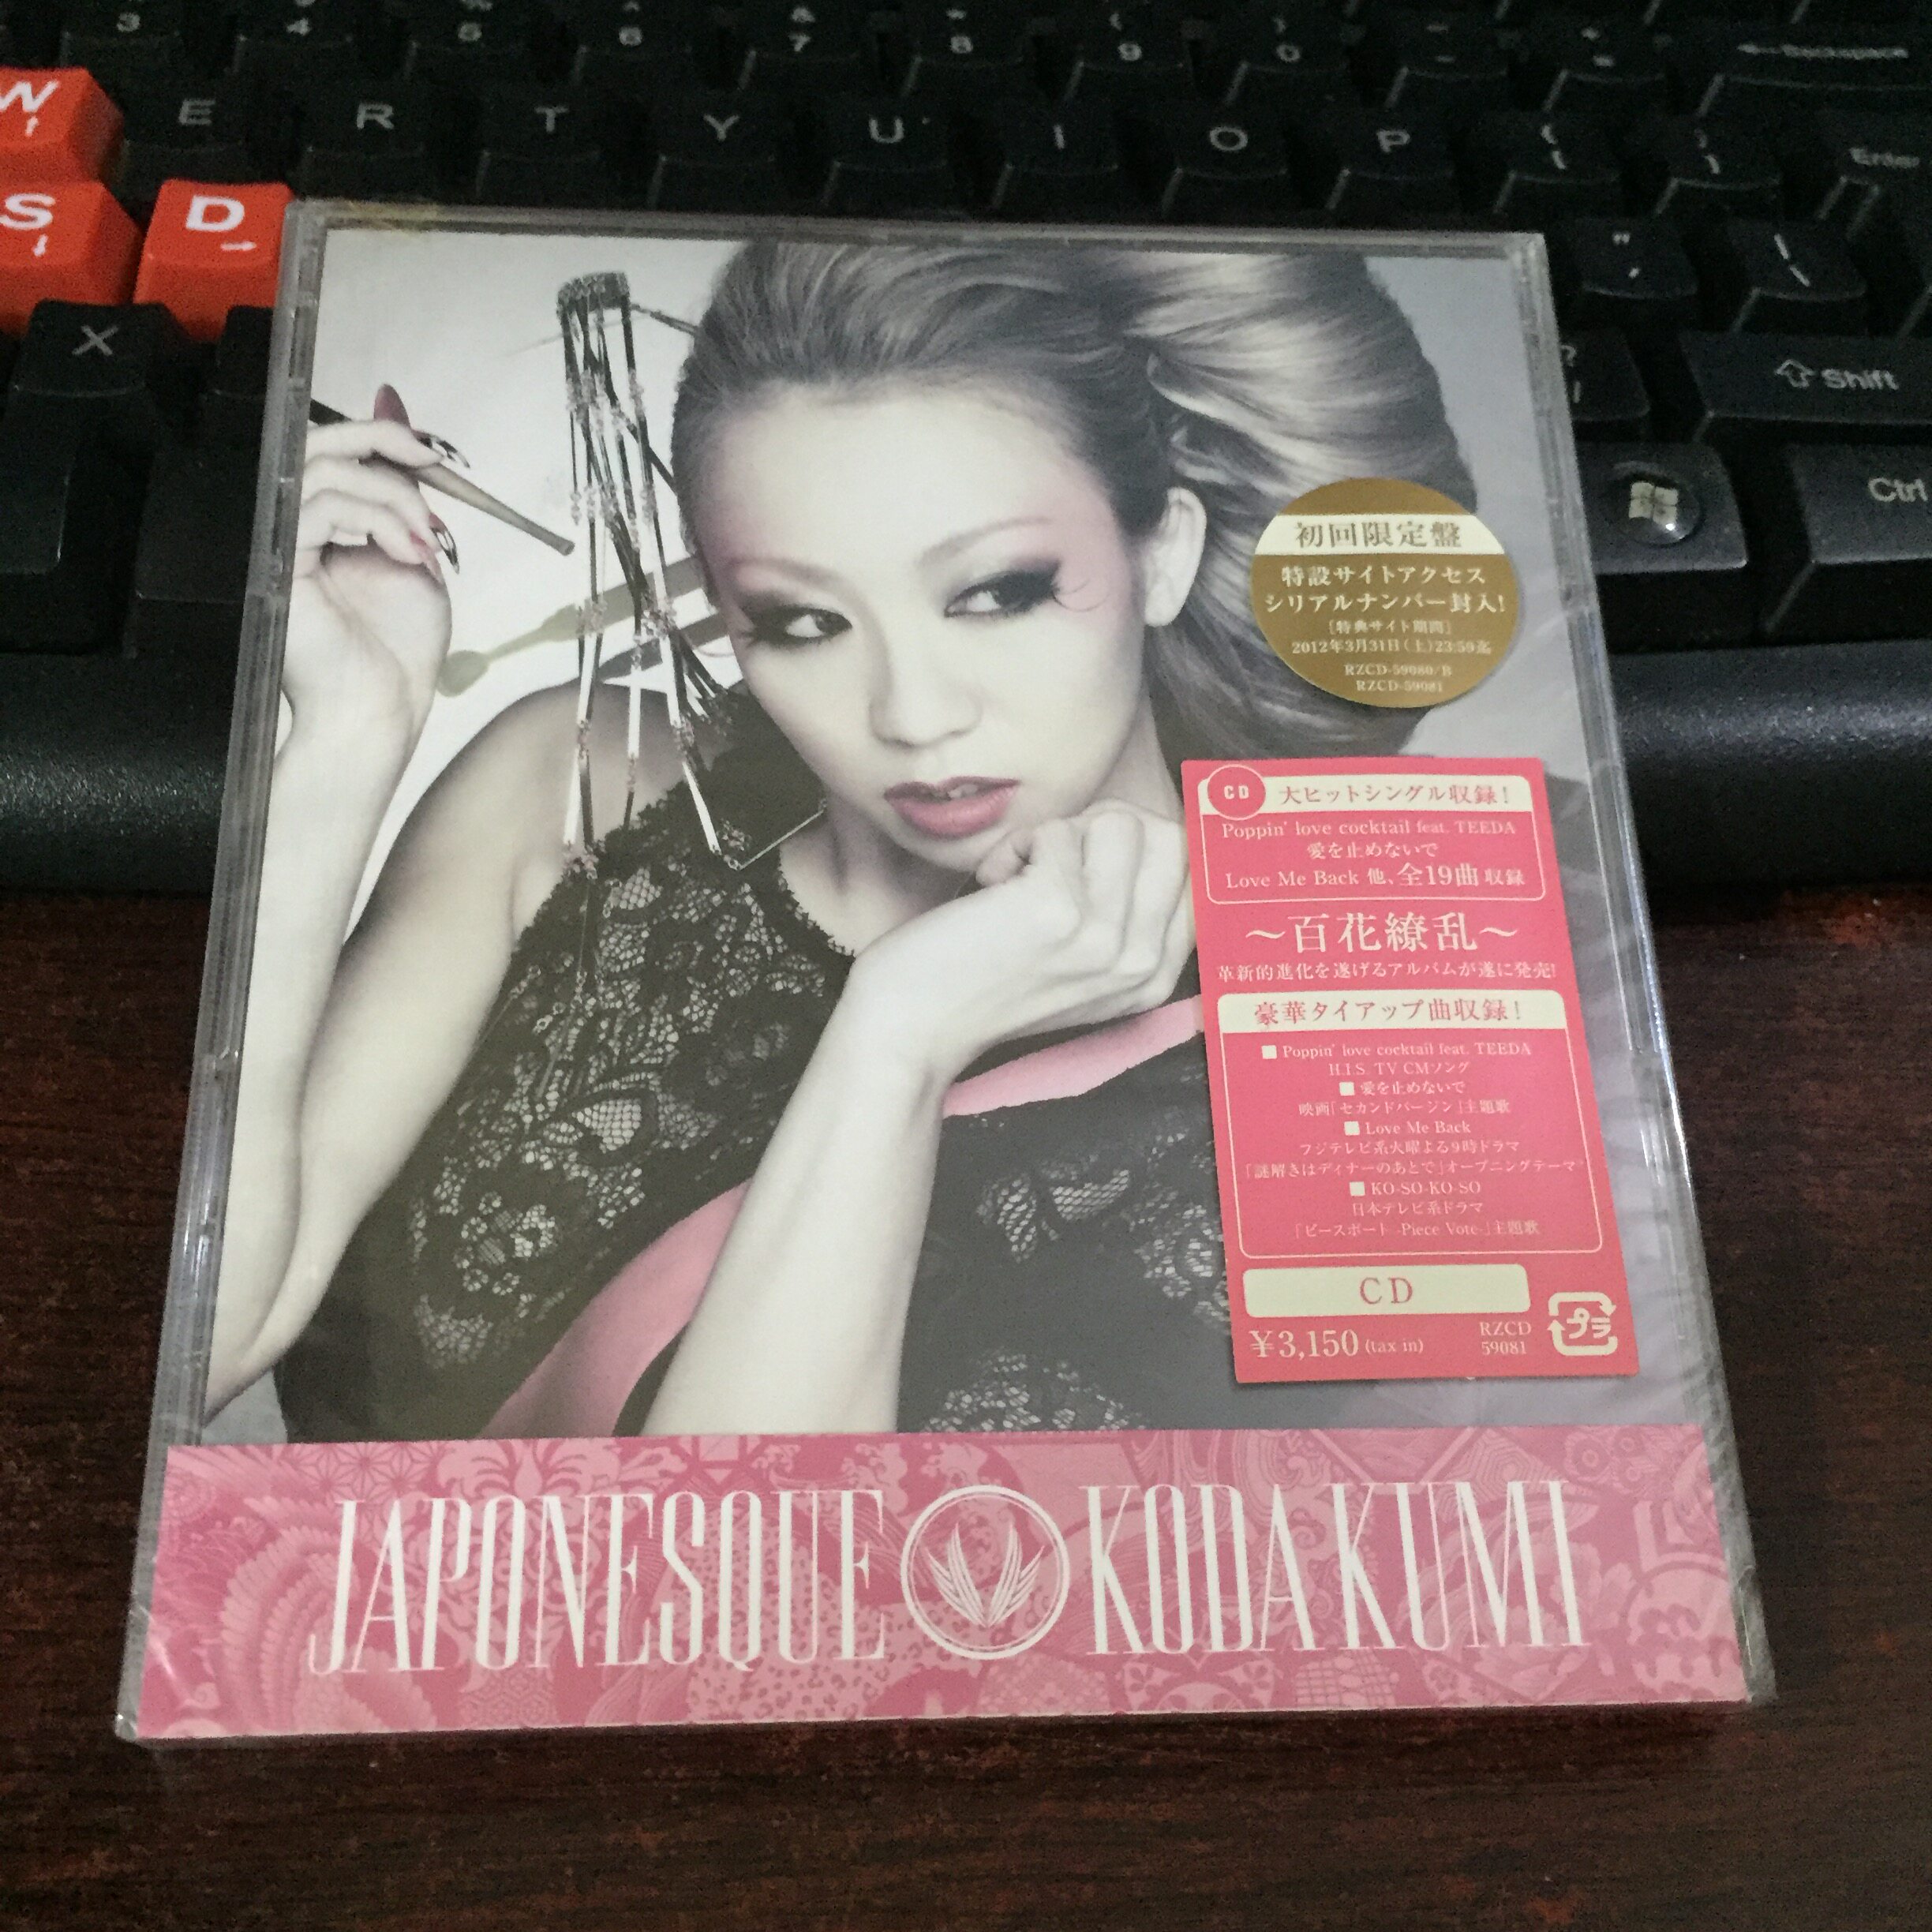 3 4 5 6 7 8 9 0 Backspace
W E R T Y U I O P Enter
S D
X Shift
Ctrl
初回限定盤
特設サイトアクセス
シリアルナンバー封入!
[特典サイト期間]
2012年3月31日(土)23:59迄
RZCD-59080/B
RZCD-59081
CD 大ヒットシングル収録!
Poppin' love cocktail feat. TEEDA
愛を止めないで
Love Me Back 他、全19曲収録
～百花繚乱～
革新的進化を遂げるアルバムが遂に発売!
豪華タイアップ曲収録!
■ Poppin' love cocktail feat. TEEDA
H.I.S. TV CMソング
■ 愛を止めないで
映画「セカンドバージン」主題歌
■ Love Me Back
フジテレビ系火曜よる9時ドラマ
「謎解きはディナーのあとで」オープニングテーマ
■ KO-SO-KO-SO
日本テレビ系ドラマ
「ピースボート -Piece Vote-」主題歌
CD
¥3,150 (tax in) RZCD
59081
プラ
JAPONESQUE KODA KUMI